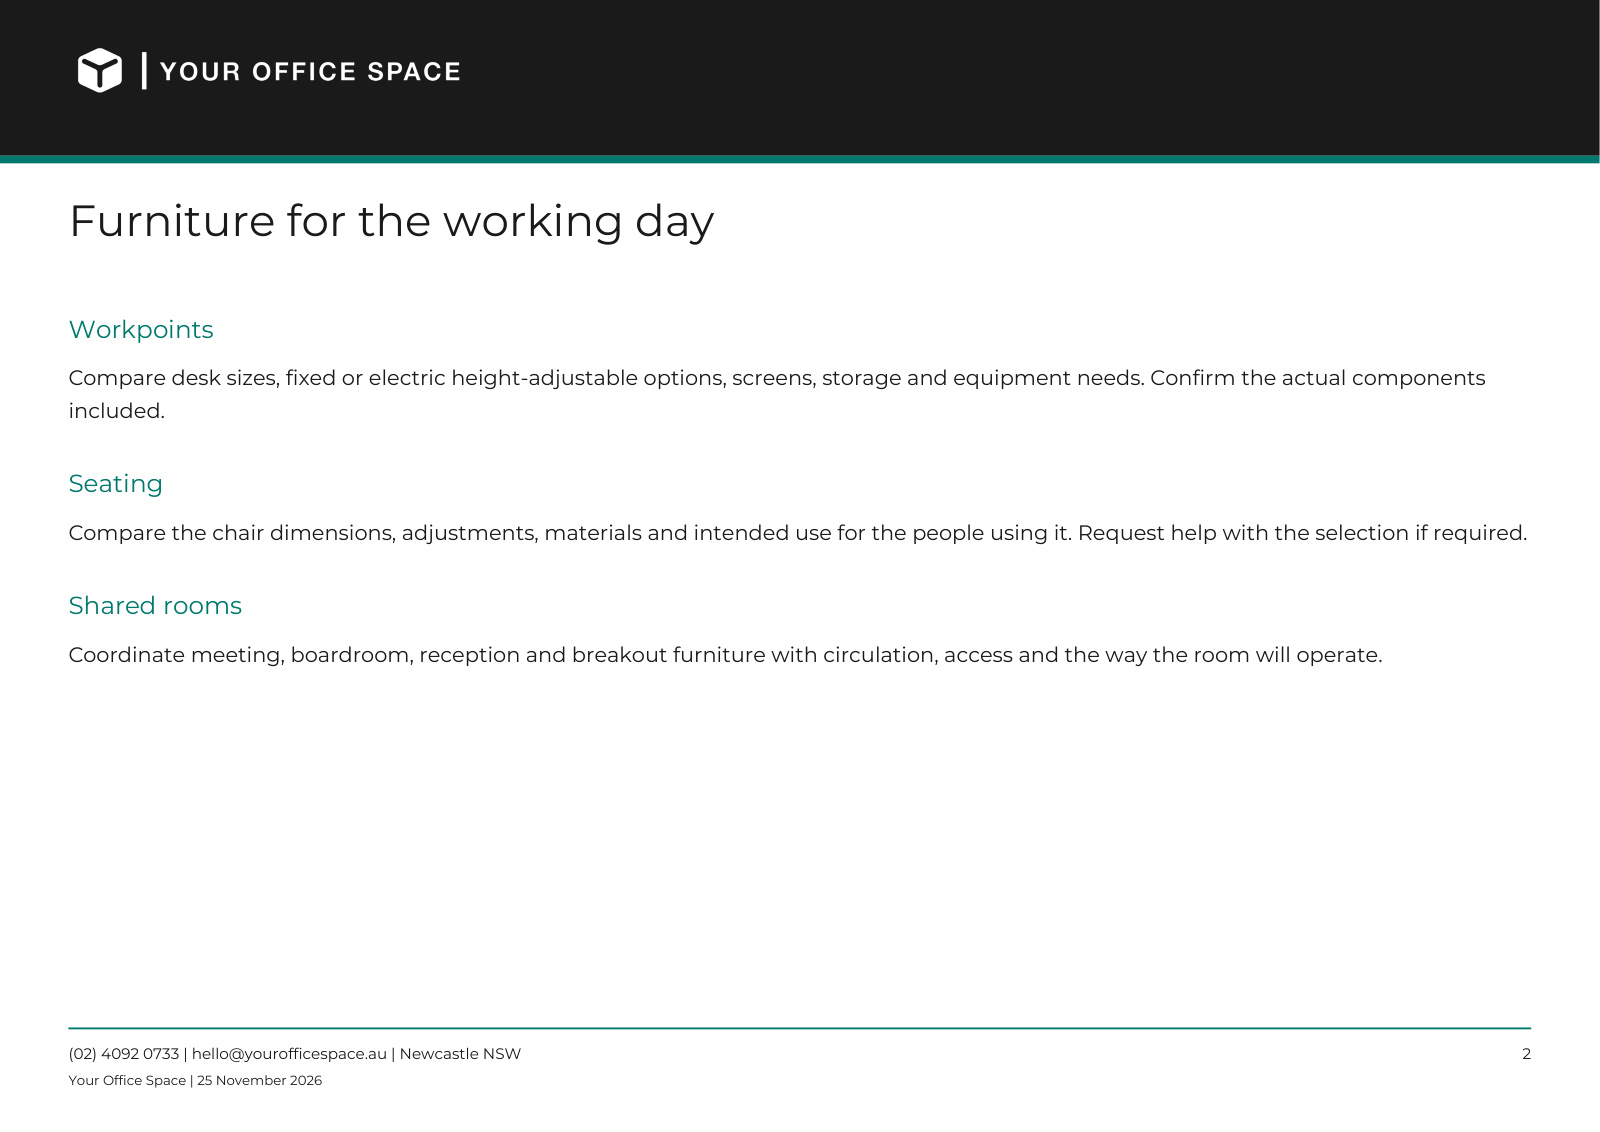 YOUR OFFICE SPACE
Furniture for the working day
Workpoints
Compare desk sizes, fixed or electric height-adjustable options, screens, storage and equipment needs. Confirm the actual components
included.
Seating
Compare the chair dimensions, adjustments, materials and intended use for the people using it. Request help with the selection if required.
Shared rooms
Coordinate meeting, boardroom, reception and breakout furniture with circulation, access and the way the room will operate.
(02) 4092 0733 | hello@yourofficespace.au | Newcastle NSW
2
Your Office Space | 25 November 2026